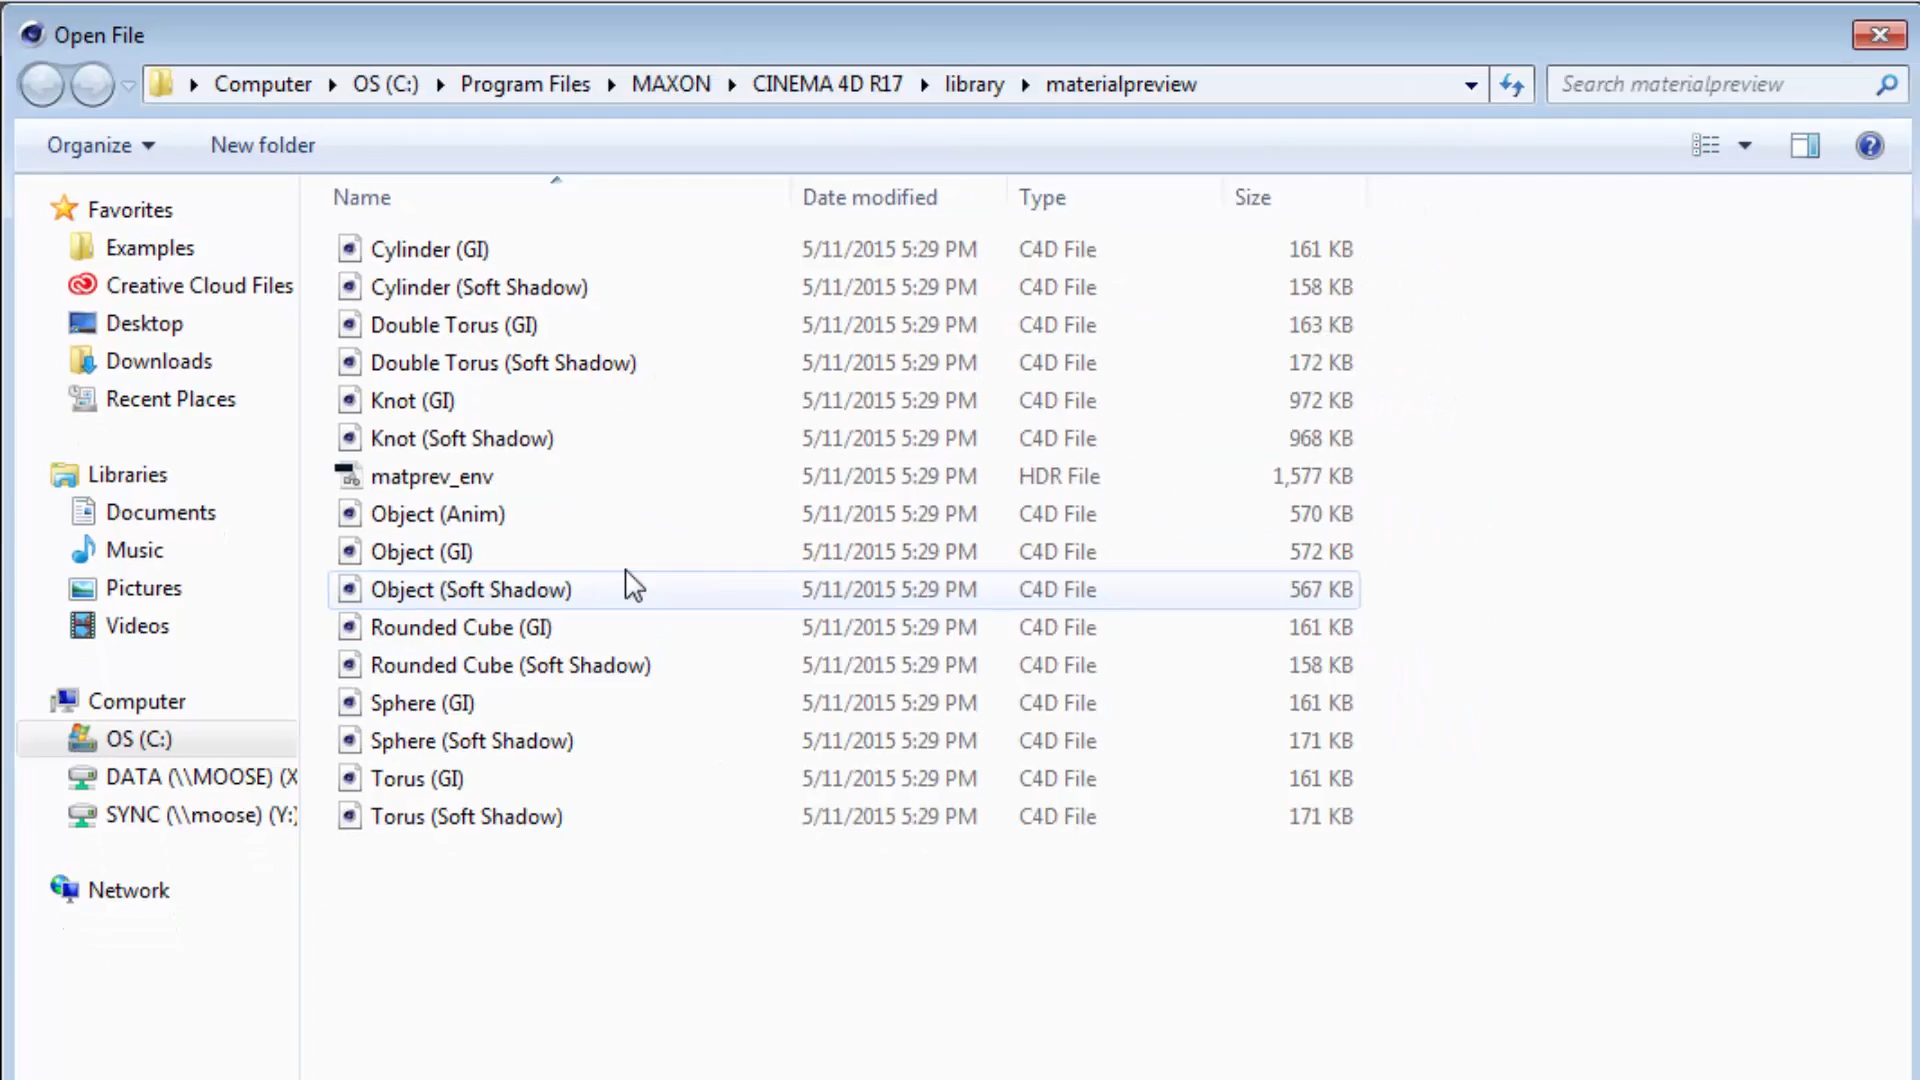 Open File
Computer OS (C:) Program Files MAXON CINEMA 4D R17 library materialpreview Search materialpreview
Organize New folder
Name Date modified Type Size
Favorites
Examples
Creative Cloud Files
Desktop
Downloads
Recent Places
Libraries
Documents
Music
Pictures
Videos
Computer
OS (C:)
DATA (\\MOOSE) (X
SYNC (\\moose) (Y:)
Network
Cylinder (GI) 5/11/2015 5:29 PM C4D File 161 KB
Cylinder (Soft Shadow) 5/11/2015 5:29 PM C4D File 158 KB
Double Torus (GI) 5/11/2015 5:29 PM C4D File 163 KB
Double Torus (Soft Shadow) 5/11/2015 5:29 PM C4D File 172 KB
Knot (GI) 5/11/2015 5:29 PM C4D File 972 KB
Knot (Soft Shadow) 5/11/2015 5:29 PM C4D File 968 KB
matprev_env 5/11/2015 5:29 PM HDR File 1,577 KB
Object (Anim) 5/11/2015 5:29 PM C4D File 570 KB
Object (GI) 5/11/2015 5:29 PM C4D File 572 KB
Object (Soft Shadow) 5/11/2015 5:29 PM C4D File 567 KB
Rounded Cube (GI) 5/11/2015 5:29 PM C4D File 161 KB
Rounded Cube (Soft Shadow) 5/11/2015 5:29 PM C4D File 158 KB
Sphere (GI) 5/11/2015 5:29 PM C4D File 161 KB
Sphere (Soft Shadow) 5/11/2015 5:29 PM C4D File 171 KB
Torus (GI) 5/11/2015 5:29 PM C4D File 161 KB
Torus (Soft Shadow) 5/11/2015 5:29 PM C4D File 171 KB